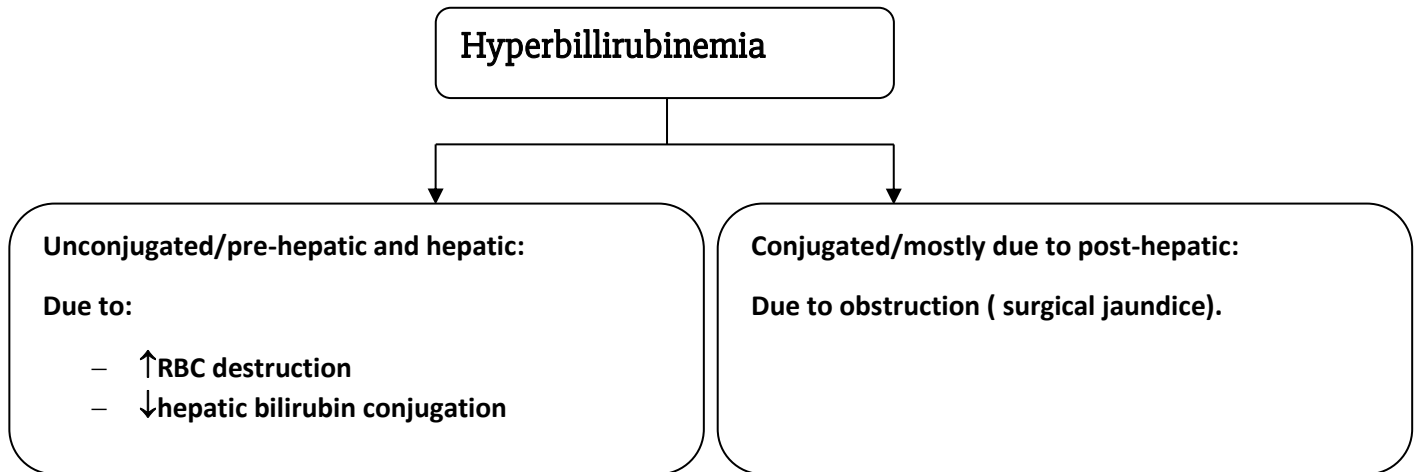 Hyperbillirubinemia
Unconjugated/pre-hepatic and hepatic:
Due to:
– ↑RBC destruction
– ↓hepatic bilirubin conjugation
Conjugated/mostly due to post-hepatic:
Due to obstruction ( surgical jaundice).